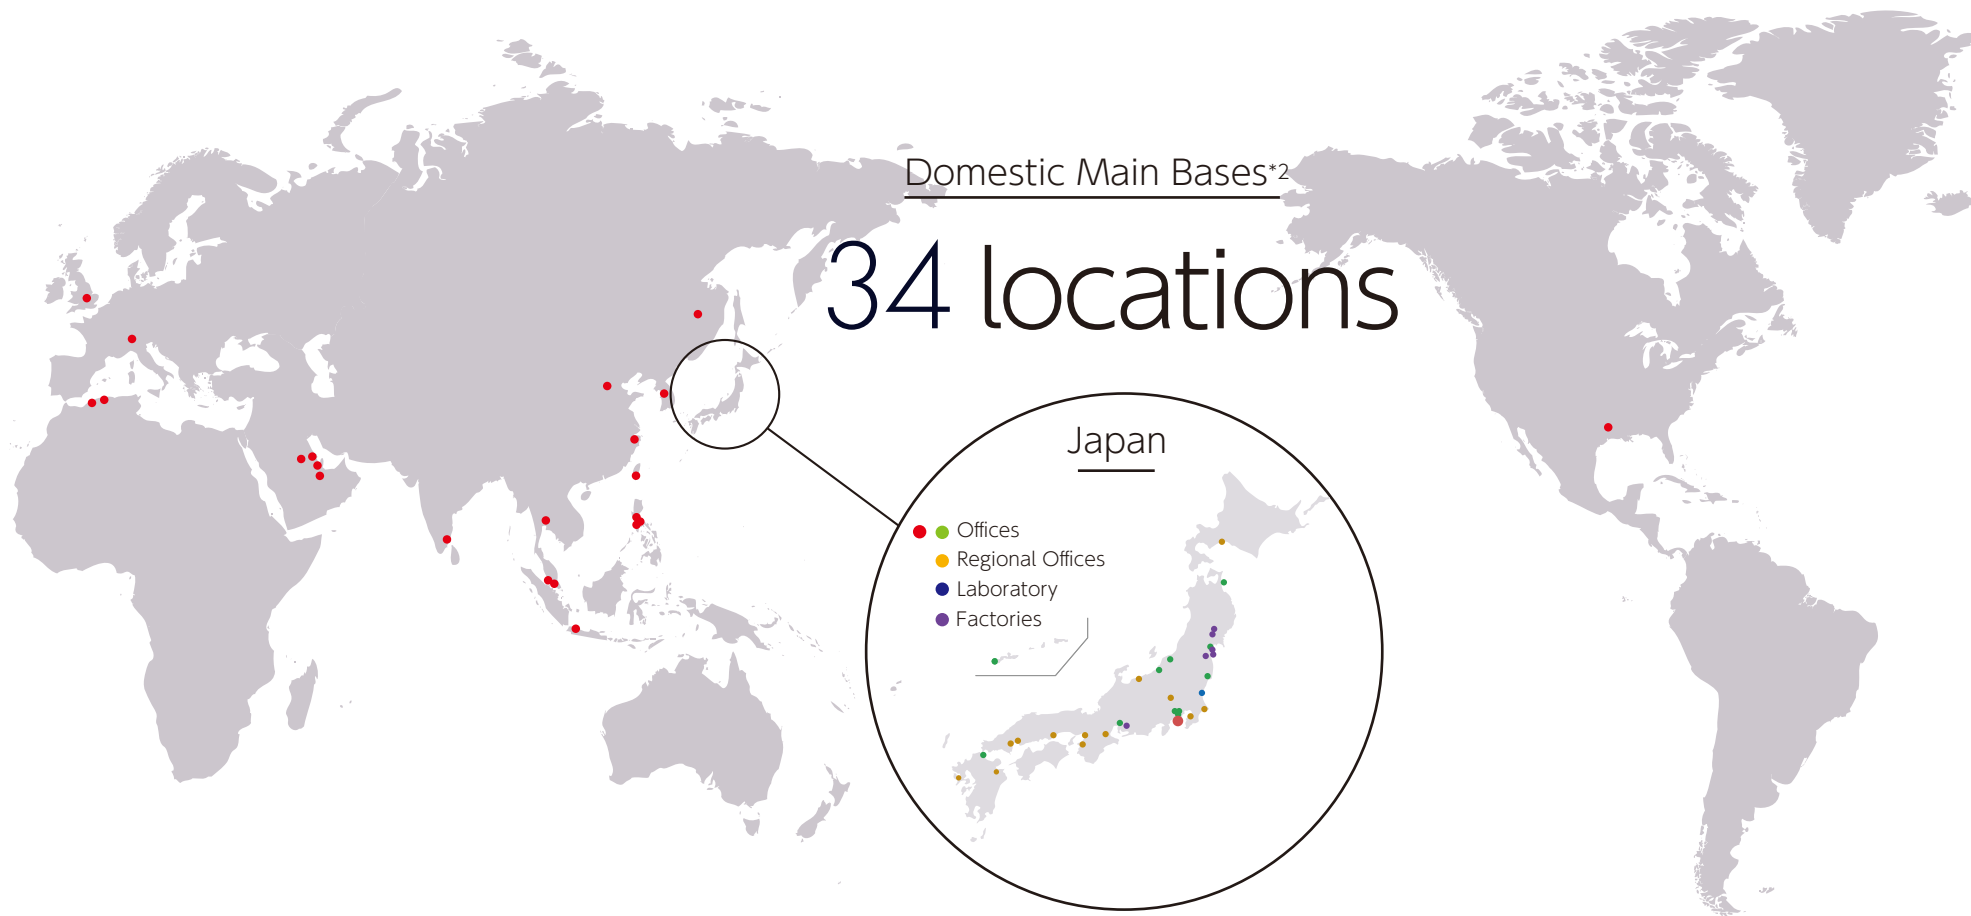 Domestic Main Bases*2
34 locations
Japan
Offices
Regional Offices
Laboratory
Factories